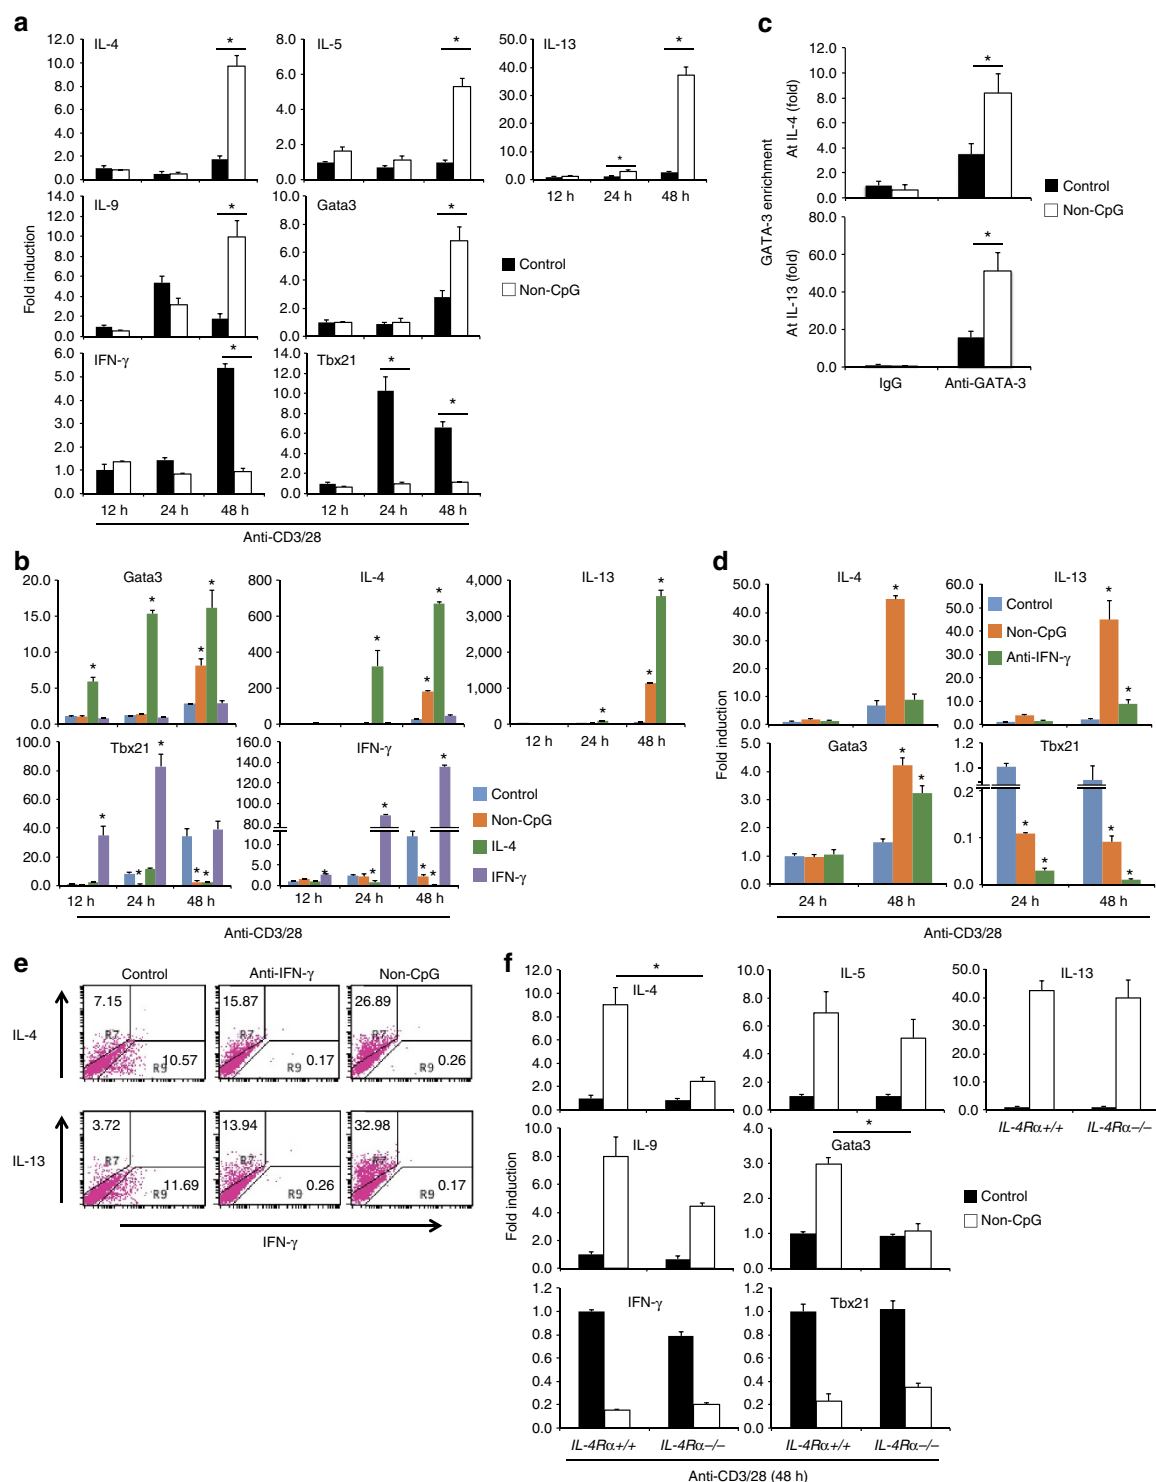 a
IL-4
12.0
10.0
8.0
6.0
4.0
2.0
0.0
*
IL-5
8.0
6.0
4.0
2.0
0.0
*
IL-13
50.0
40.0
30.0
20.0
10.0
0.0
*
*
12 h
24 h
48 h
IL-9
14.0
12.0
10.0
8.0
6.0
4.0
2.0
0.0
*
Gata3
10.0
8.0
6.0
4.0
2.0
0.0
*
Fold induction
Control
Non-CpG
IFN-γ
6.0
5.0
4.0
3.0
2.0
1.0
0.0
*
Tbx21
14.0
12.0
10.0
8.0
6.0
4.0
2.0
0.0
*
*
12 h
24 h
48 h
12 h
24 h
48 h
Anti-CD3/28
c
GATA-3 enrichment
At IL-4 (fold)
12.0
10.0
8.0
6.0
4.0
2.0
0.0
*
Control
Non-CpG
At IL-13 (fold)
80.0
60.0
40.0
20.0
0.0
*
IgG
Anti-GATA-3
b
Gata3
20.0
15.0
10.0
5.0
0.0
*
*
*
*
IL-4
800
600
400
200
0
*
*
*
IL-13
4,000
3,000
2,000
1,000
0
*
*
*
12 h
24 h
48 h
Tbx21
100.0
80.0
60.0
40.0
20.0
0.0
*
*
*
*
*
IFN-γ
160.0
140.0
120.0
100.0
80.0
60.0
10.0
5.0
0.0
*
*
*
*
*
*
Control
Non-CpG
IL-4
IFN-γ
12 h
24 h
48 h
12 h
24 h
48 h
Anti-CD3/28
d
Fold induction
IL-4
50.0
40.0
30.0
20.0
10.0
0.0
*
IL-13
60.0
50.0
40.0
30.0
20.0
10.0
0.0
*
*
Control
Non-CpG
Anti-IFN-γ
Gata3
5.0
4.0
3.0
2.0
1.0
0.0
*
*
Tbx21
1.2
1.0
0.2
0.1
0.0
*
*
*
*
24 h
48 h
24 h
48 h
Anti-CD3/28
e
Control
Anti-IFN-γ
Non-CpG
IL-4
7.15
R7
10.57
R9
15.87
R7
0.17
R9
26.89
R7
0.26
R9
IL-13
3.72
R7
11.69
R9
13.94
R7
0.26
R9
32.98
R7
0.17
R9
IFN-γ
f
Fold induction
IL-4
12.0
10.0
8.0
6.0
4.0
2.0
0.0
*
IL-5
10.0
8.0
6.0
4.0
2.0
0.0
IL-13
50.0
40.0
30.0
20.0
10.0
0.0
IL-4Rα+/+
IL-4Rα−/−
IL-9
10.0
8.0
6.0
4.0
2.0
0.0
Gata3
4.0
3.0
2.0
1.0
0.0
*
Control
Non-CpG
IFN-γ
1.2
1.0
0.8
0.6
0.4
0.2
0.0
Tbx21
1.2
1.0
0.8
0.6
0.4
0.2
0.0
IL-4Rα+/+
IL-4Rα−/−
IL-4Rα+/+
IL-4Rα−/−
Anti-CD3/28 (48 h)